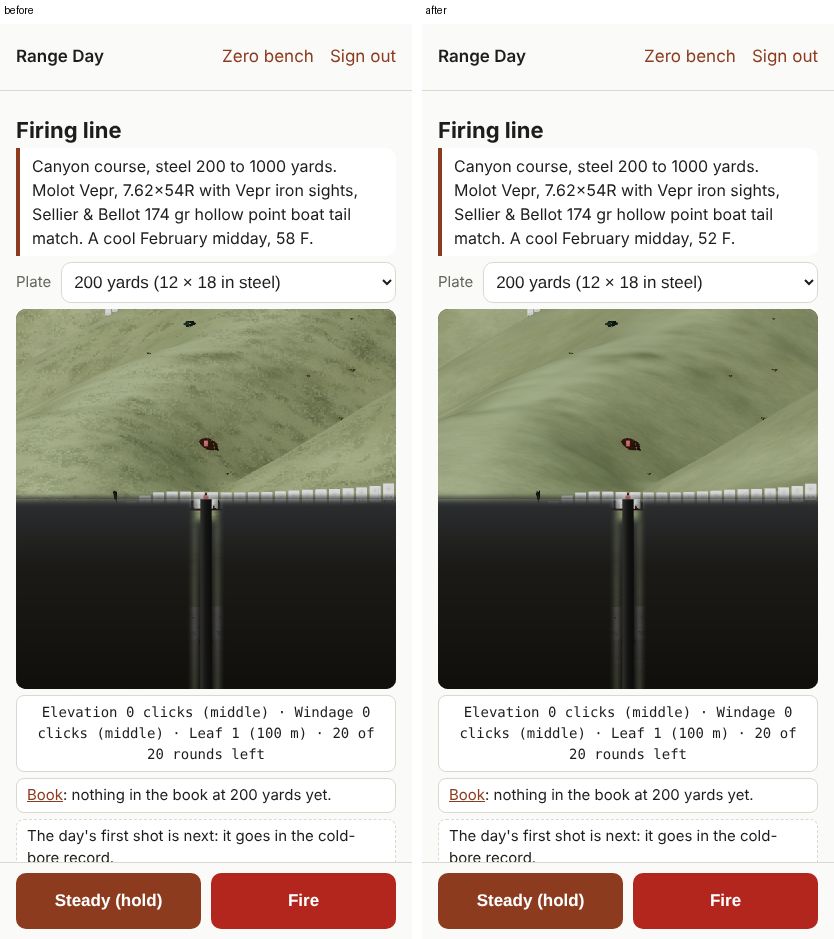 before
Range Day
Zero bench
Sign out
Firing line
Canyon course, steel 200 to 1000 yards.
Molot Vepr, 7.62×54R with Vepr iron sights,
Sellier & Bellot 174 gr hollow point boat tail
match. A cool February midday, 58 F.
Plate
200 yards (12 × 18 in steel)
Elevation 0 clicks (middle) · Windage 0
clicks (middle) · Leaf 1 (100 m) · 20 of
20 rounds left
Book: nothing in the book at 200 yards yet.
The day's first shot is next: it goes in the cold-
bore record.
Steady (hold)
Fire
after
Range Day
Zero bench
Sign out
Firing line
Canyon course, steel 200 to 1000 yards.
Molot Vepr, 7.62×54R with Vepr iron sights,
Sellier & Bellot 174 gr hollow point boat tail
match. A cool February midday, 52 F.
Plate
200 yards (12 × 18 in steel)
Elevation 0 clicks (middle) · Windage 0
clicks (middle) · Leaf 1 (100 m) · 20 of
20 rounds left
Book: nothing in the book at 200 yards yet.
The day's first shot is next: it goes in the cold-
bore record.
Steady (hold)
Fire